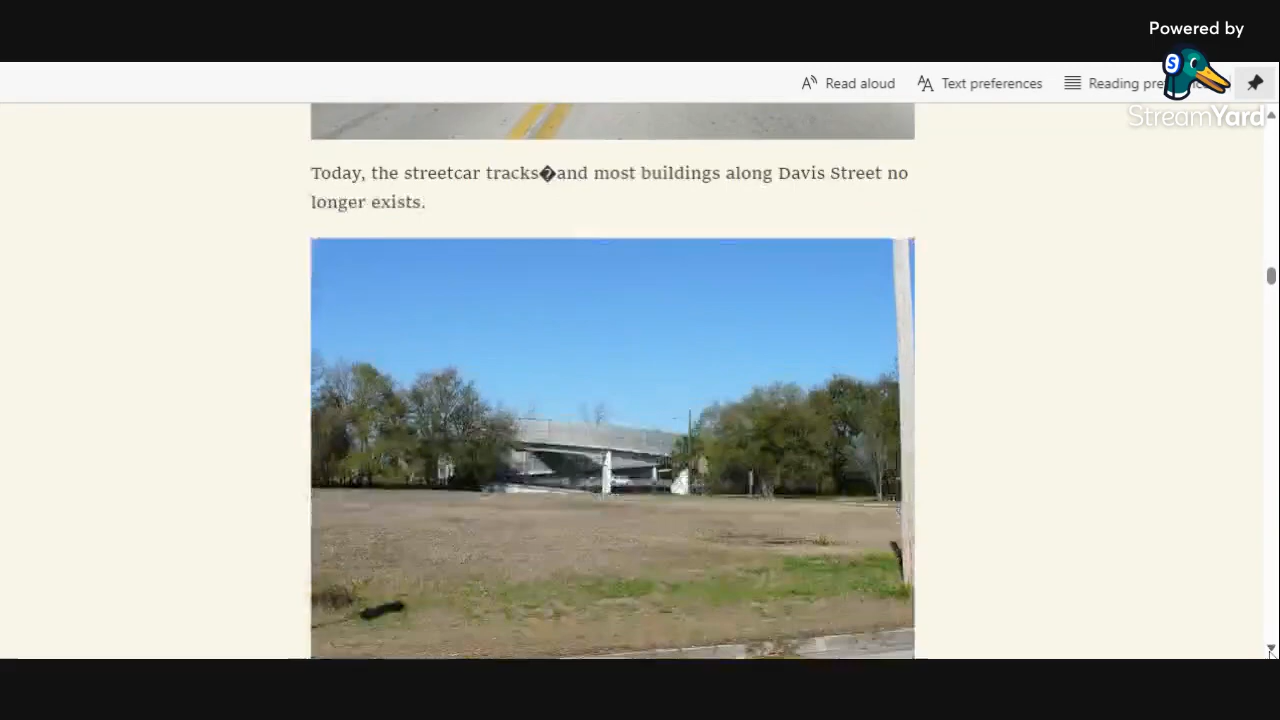 Powered by
Read aloud
Text preferences
Reading pre
S
StreamYard
Today, the streetcar tracks�and most buildings along Davis Street no
longer exists.